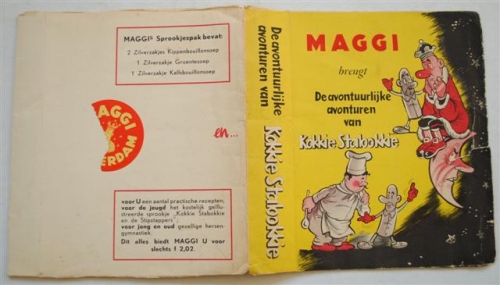 MAGGI⁵ Sprookjespak bevat:
2 Zilverzakjes Kippenbouillonsoep
1 Zilverzakje Groentesoep
1 Zilverzakje Kalfsbouillonsoep
MAGGI
en...
voor U een aantal practische recepten,
voor de jeugd het kostelijk geïllu-
streerde sprookje „Kokkie Stabokkie
en de Slipstappers",
voor jong en oud gezellige hersen-
gymnastiek.
Dit alles biedt MAGGI U voor
slechts f 2,02.
De avontuurlijke
avonturen van
Kokkie Stabokkie
MAGGI
brengt
De avontuurlijke
avonturen
van
Kokkie Stabokkie